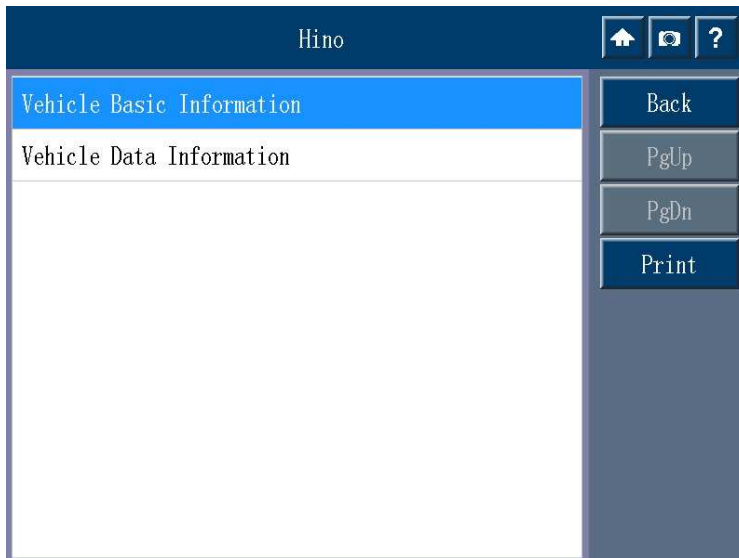 Hino
?
Vehicle Basic Information
Vehicle Data Information
Back
PgUp
PgDn
Print